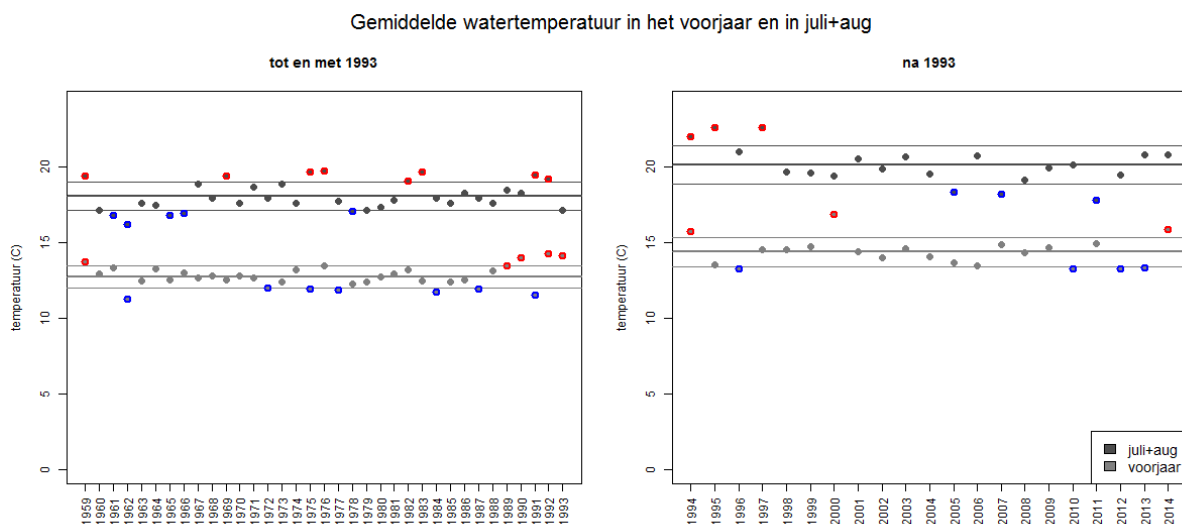 Gemiddelde watertemperatuur in het voorjaar en in juli+aug
tot en met 1993
temperatuur (C)
20
15
10
5
0
1959 1960 1961 1962 1963 1964 1965 1966 1967 1968 1969 1970 1971 1972 1973 1974 1975 1976 1977 1978 1979 1980 1981 1982 1983 1984 1985 1986 1987 1988 1989 1990 1991 1992 1993
na 1993
temperatuur (C)
20
15
10
5
0
juli+aug
voorjaar
1994 1995 1996 1997 1998 1999 2000 2001 2002 2003 2004 2005 2006 2007 2008 2009 2010 2011 2012 2013 2014